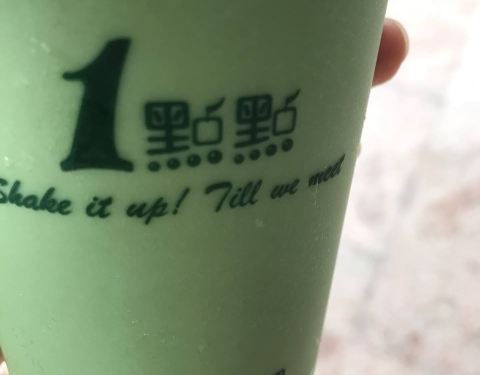 1點點
Shake it up! Till we meet